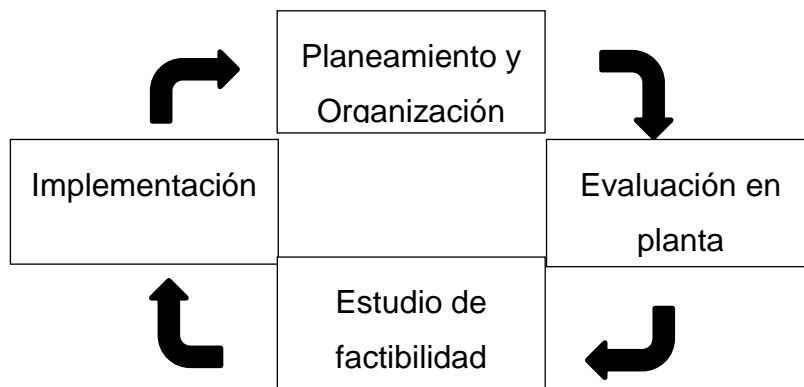 Planeamiento y
Organización
Implementación
Evaluación en
planta
Estudio de
factibilidad